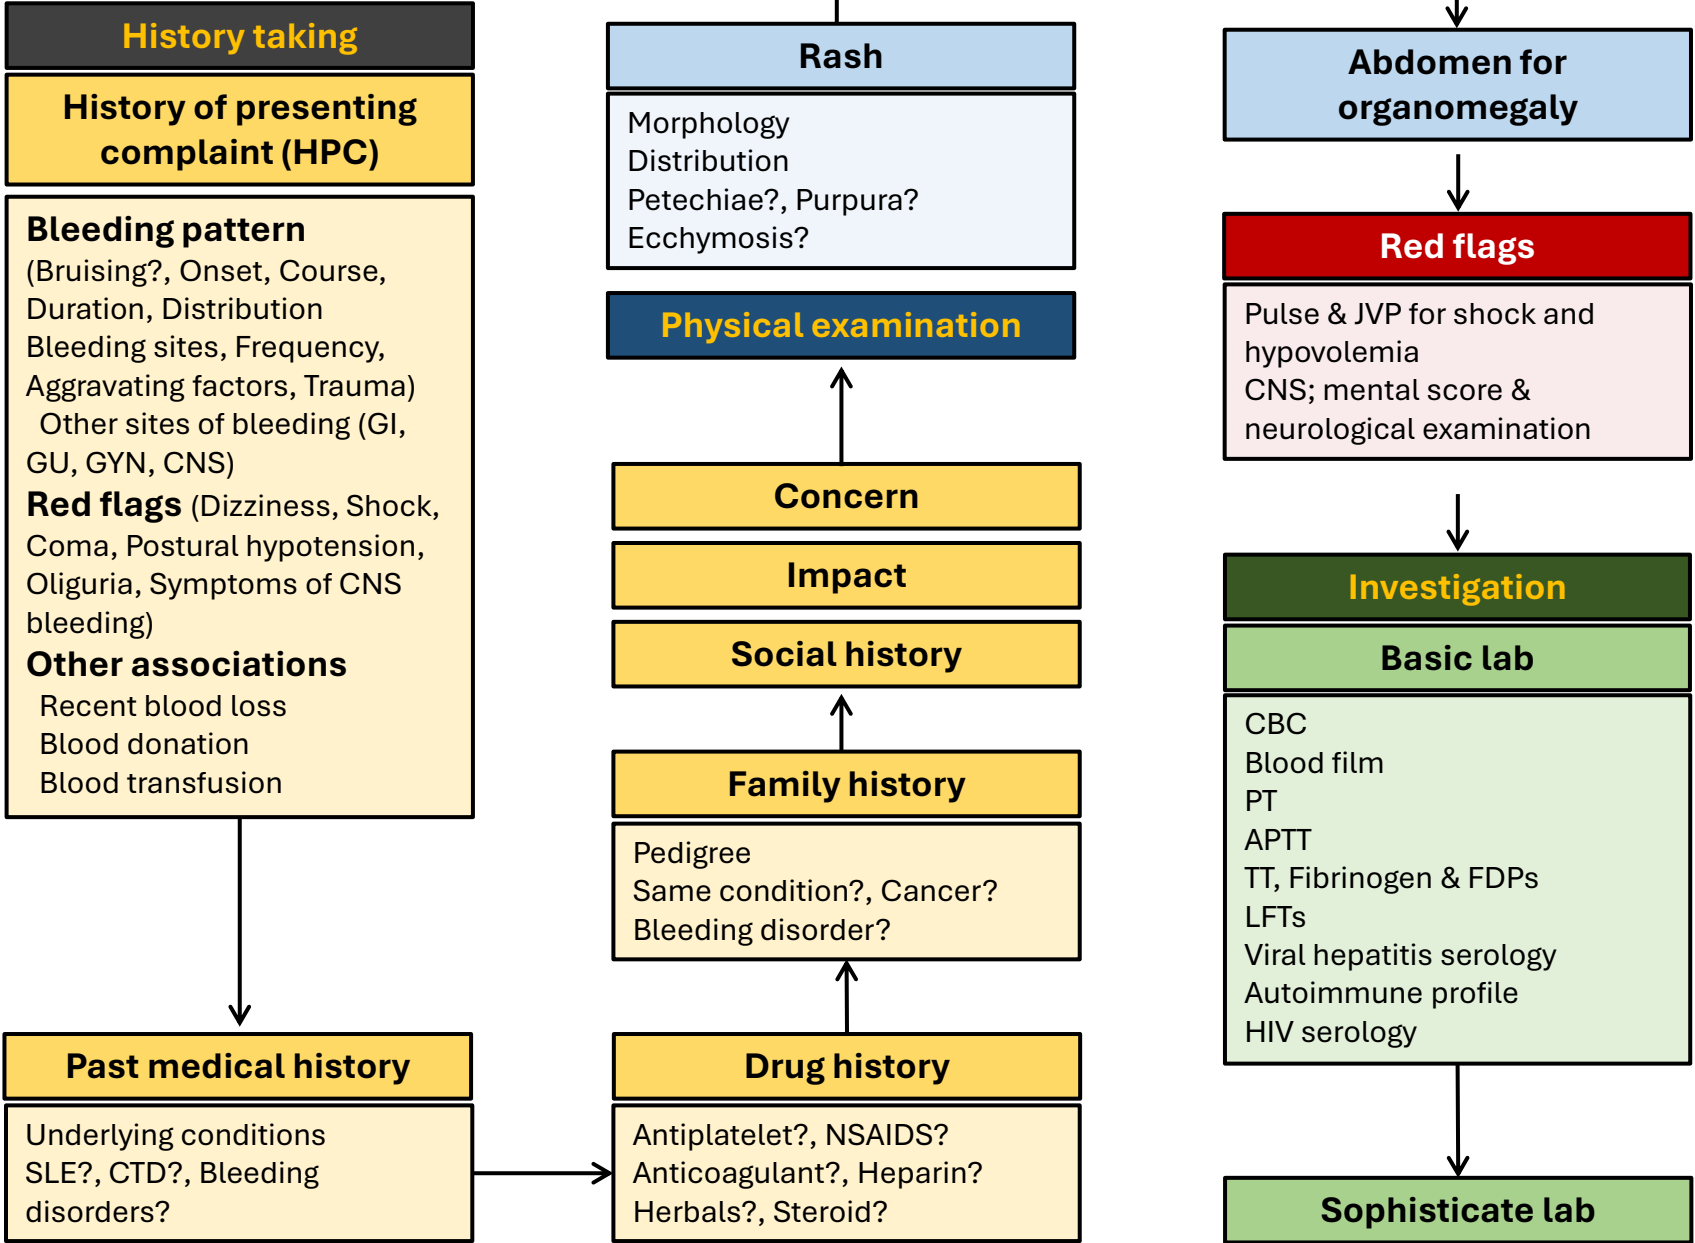 History taking
History of presenting
complaint (HPC)
Bleeding pattern
(Bruising?, Onset, Course,
Duration, Distribution
Bleeding sites, Frequency,
Aggravating factors, Trauma)
Other sites of bleeding (GI,
GU, GYN, CNS)
Red flags (Dizziness, Shock,
Coma, Postural hypotension,
Oliguria, Symptoms of CNS
bleeding)
Other associations
Recent blood loss
Blood donation
Blood transfusion
Past medical history
Underlying conditions
SLE?, CTD?, Bleeding
disorders?
Drug history
Antiplatelet?, NSAIDS?
Anticoagulant?, Heparin?
Herbals?, Steroid?
Family history
Pedigree
Same condition?, Cancer?
Bleeding disorder?
Social history
Impact
Concern
Physical examination
Rash
Morphology
Distribution
Petechiae?, Purpura?
Ecchymosis?
Abdomen for
organomegaly
Red flags
Pulse & JVP for shock and
hypovolemia
CNS; mental score &
neurological examination
Investigation
Basic lab
CBC
Blood film
PT
APTT
TT, Fibrinogen & FDPs
LFTs
Viral hepatitis serology
Autoimmune profile
HIV serology
Sophisticate lab